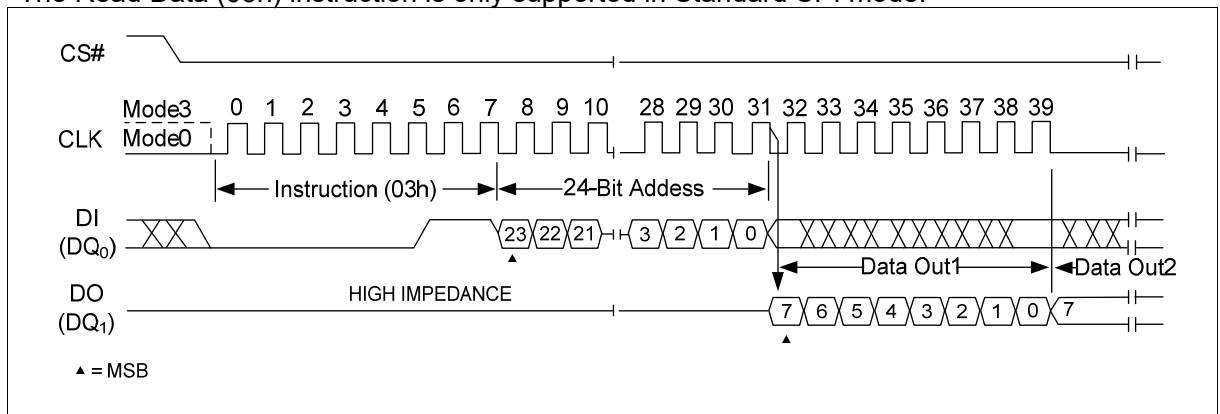 The Read Data (03h) instruction is only supported in Standard SPI mode.
CS#
Mode3 0 1 2 3 4 5 6 7 8 9 10 28 29 30 31 32 33 34 35 36 37 38 39
CLK Mode0
Instruction (03h) 24-Bit Addess
DI
(DQ0) 23 22 21 3 2 1 0
Data Out1 Data Out2
DO HIGH IMPEDANCE 7 6 5 4 3 2 1 0 7
(DQ1)
▲ = MSB